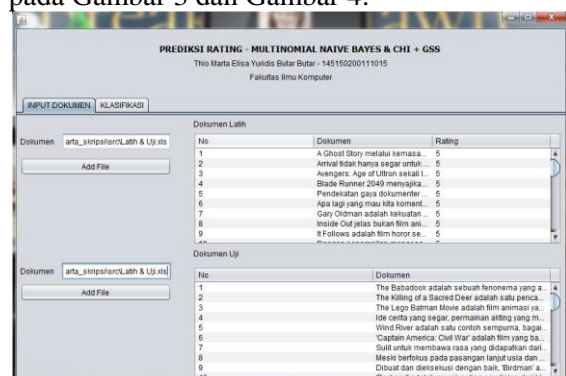 pada Gambar 3 dan Gambar 4.
PREDIKSI RATING - MULTINOMIAL NAIVE BAYES & CHI + GSS
Thio Marta Elisa Yuridis Butar Butar - 145150200111015
Fakultas Ilmu Komputer
INPUT DOKUMEN KLASIFIKASI
Dokumen Latih
Dokumen arta_skripsi\src\Latih & Uji.xls
Add File
No Dokumen Rating
1 A Ghost Story melalui kemasa... 5
2 Arrival tidak hanya segar untuk... 5
3 Avengers: Age of Ultron sekali l... 5
4 Blade Runner 2049 menyajika... 5
5 Pendekatan gaya dokumenter ... 5
6 Apa lagi yang mau kita koment... 5
7 Gary Oldman adalah kekuatan ... 5
8 Inside Out jelas bukan film ani... 5
9 It Follows adalah film horor se... 5
Dokumen Uji
Dokumen arta_skripsi\src\Latih & Uji.xls
Add File
No Dokumen
1 The Babadook adalah sebuah fenonema yang a...
2 The Killing of a Sacred Deer adalah satu penca...
3 The Lego Batman Movie adalah film animasi ya...
4 Ide cerita yang segar, permainan akting yang m...
5 Wind River adalah satu contoh sempurna, bagai...
6 'Captain America: Civil War' adalah film yang ba...
7 Sulit untuk membawa rasa yang didapatkan dari...
8 Meski berfokus pada pasangan lanjut usia dan ...
9 Dibuat dan dieksekusi dengan baik, 'Birdman' a...